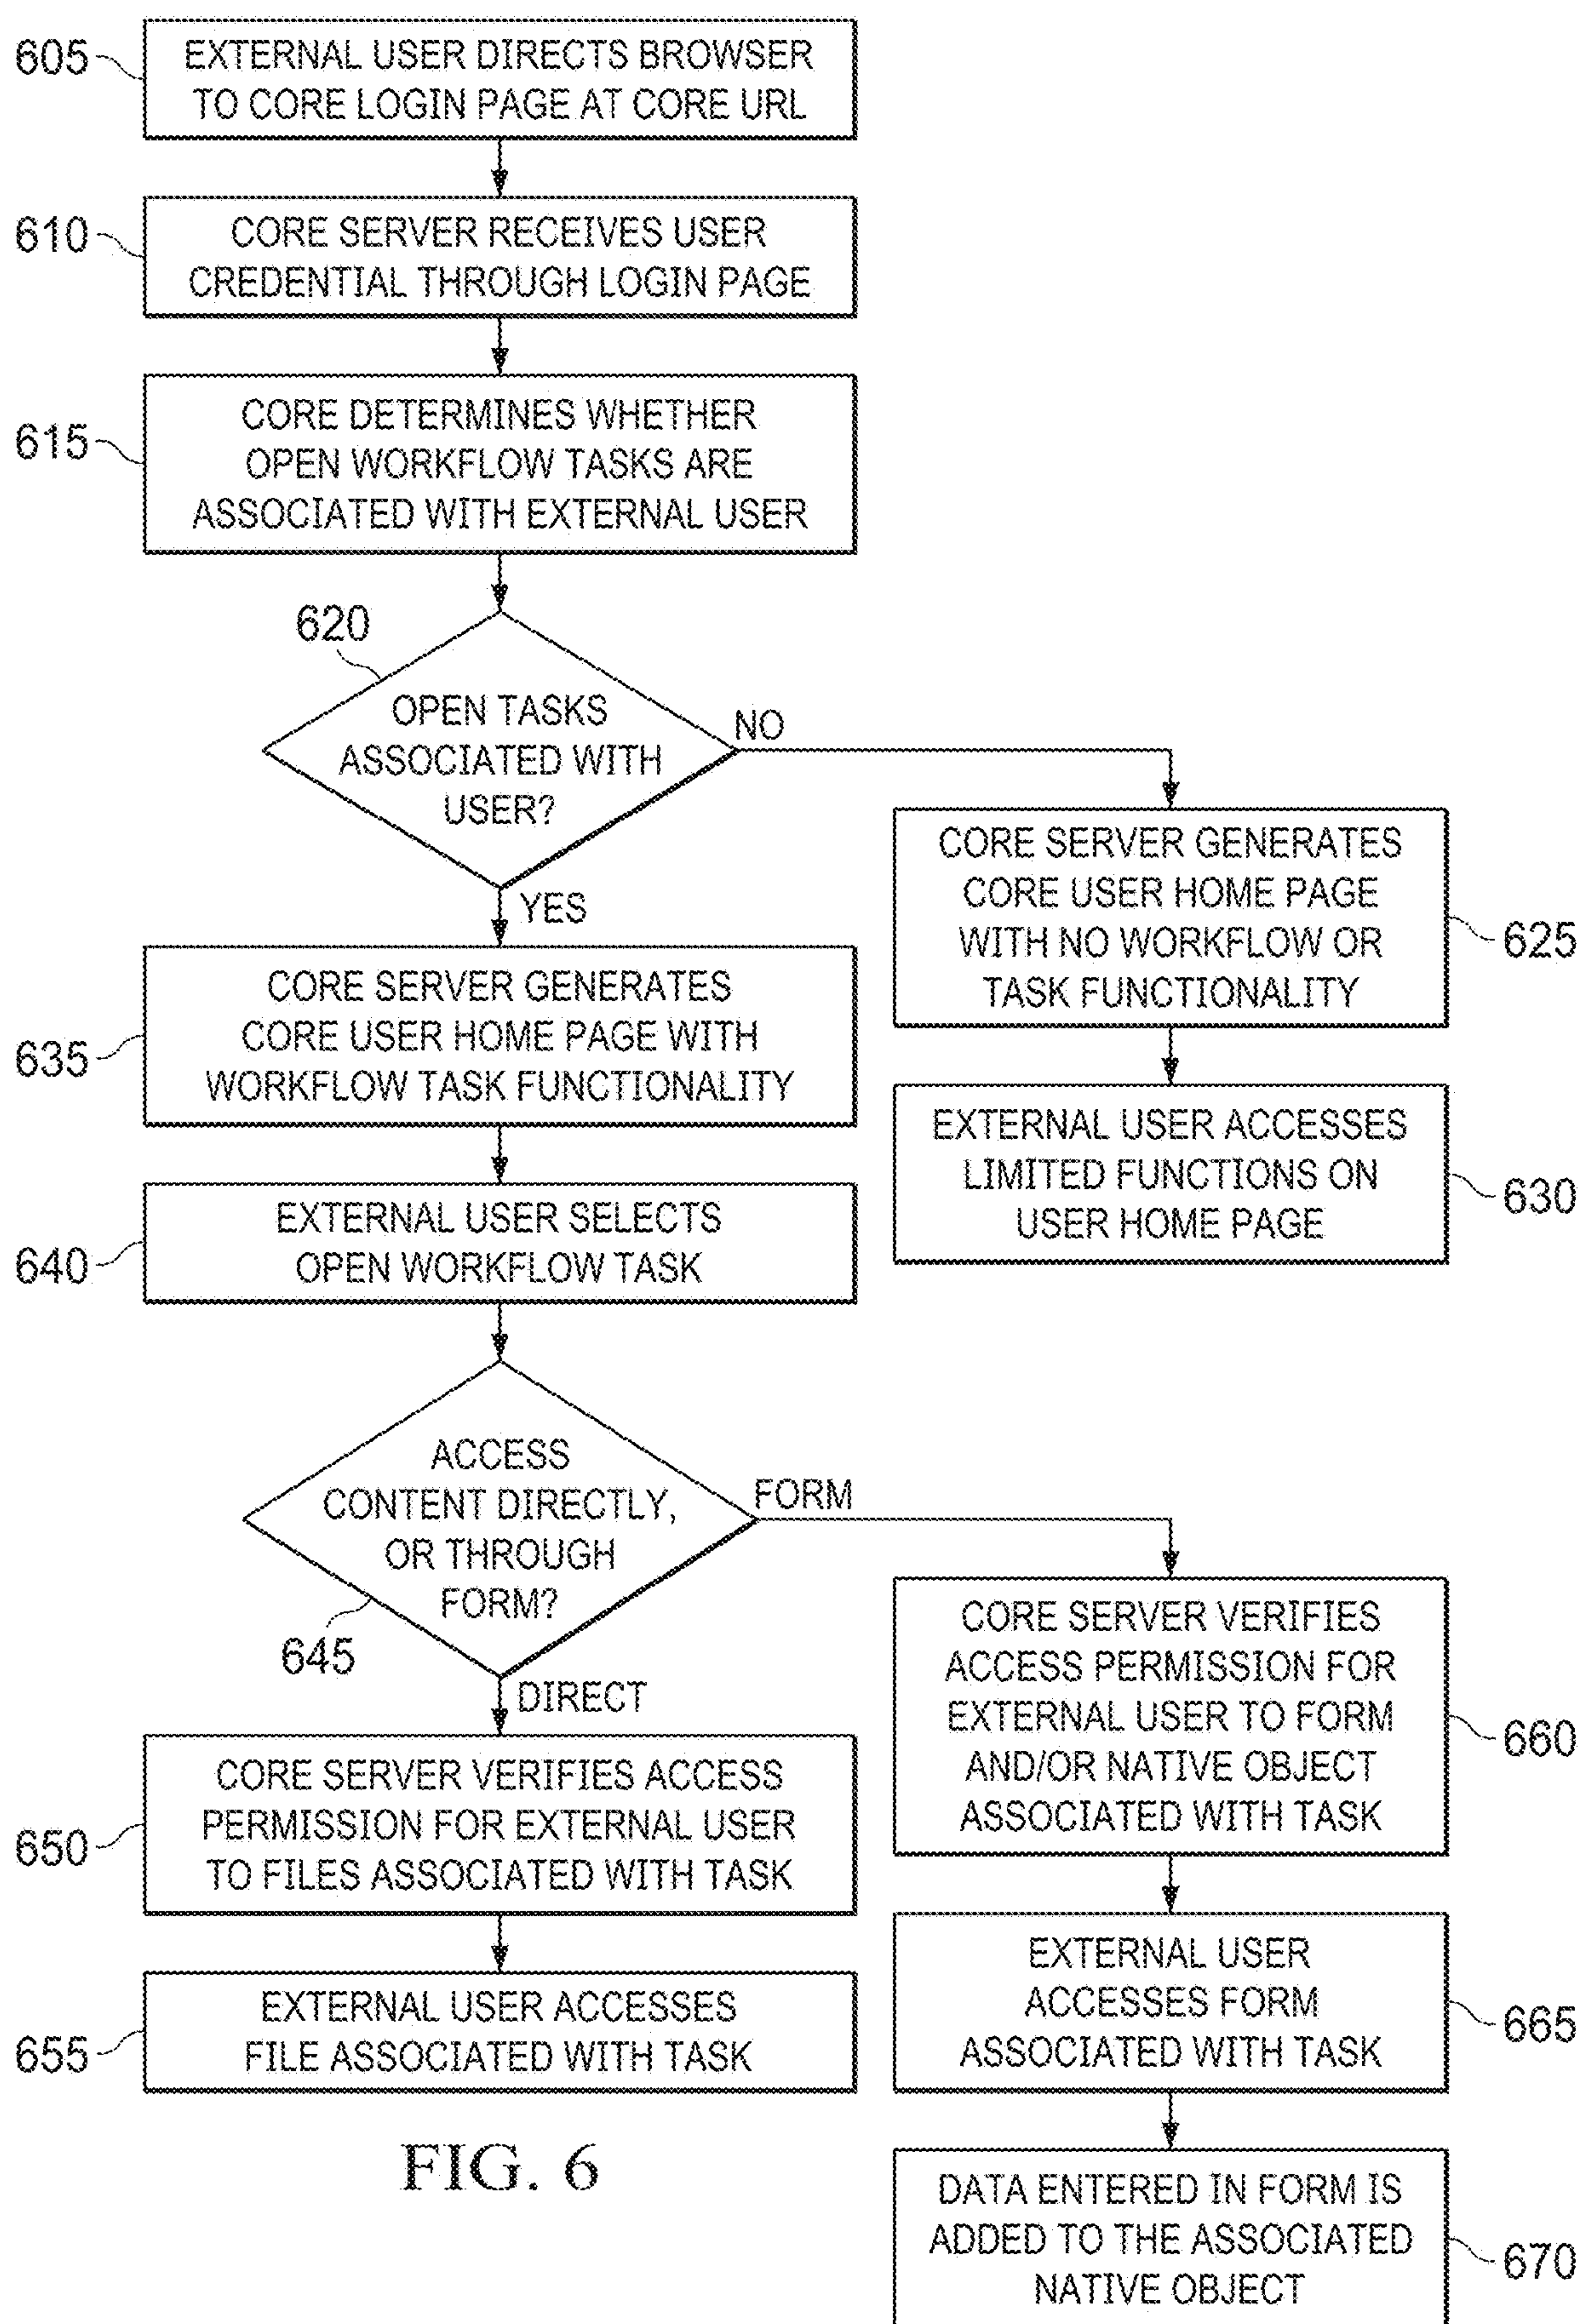 605
EXTERNAL USER DIRECTS BROWSER
TO CORE LOGIN PAGE AT CORE URL
610
CORE SERVER RECEIVES USER
CREDENTIAL THROUGH LOGIN PAGE
615
CORE DETERMINES WHETHER
OPEN WORKFLOW TASKS ARE
ASSOCIATED WITH EXTERNAL USER
620
OPEN TASKS
ASSOCIATED WITH
USER?
NO
YES
CORE SERVER GENERATES
CORE USER HOME PAGE
WITH NO WORKFLOW OR
TASK FUNCTIONALITY
625
EXTERNAL USER ACCESSES
LIMITED FUNCTIONS ON
USER HOME PAGE
630
635
CORE SERVER GENERATES
CORE USER HOME PAGE WITH
WORKFLOW TASK FUNCTIONALITY
640
EXTERNAL USER SELECTS
OPEN WORKFLOW TASK
ACCESS
CONTENT DIRECTLY,
OR THROUGH
FORM?
645
FORM
DIRECT
650
CORE SERVER VERIFIES ACCESS
PERMISSION FOR EXTERNAL USER
TO FILES ASSOCIATED WITH TASK
655
EXTERNAL USER ACCESSES
FILE ASSOCIATED WITH TASK
CORE SERVER VERIFIES
ACCESS PERMISSION FOR
EXTERNAL USER TO FORM
AND/OR NATIVE OBJECT
ASSOCIATED WITH TASK
660
EXTERNAL USER
ACCESSES FORM
ASSOCIATED WITH TASK
665
DATA ENTERED IN FORM IS
ADDED TO THE ASSOCIATED
NATIVE OBJECT
670
FIG. 6